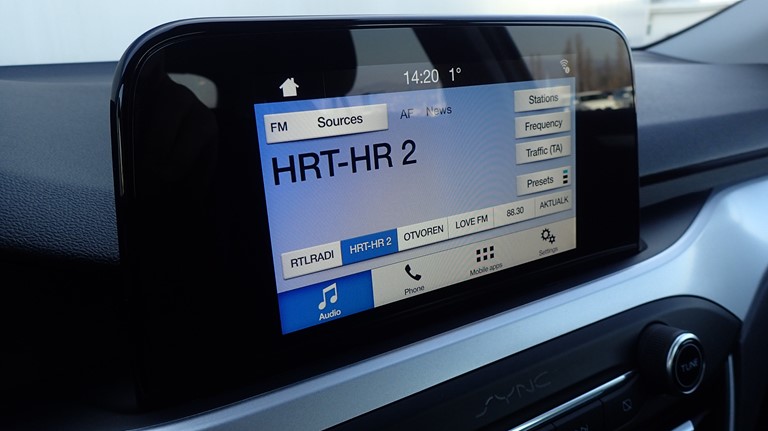 14:20 1°
FM Sources
AF News
Stations
HRT-HR 2
Frequency
Traffic (TA)
Presets
RTLRADI
HRT-HR 2
OTVOREN
LOVE FM
88.30
AKTUALK
Audio
Phone
Mobile apps
Settings
SYNC
TUNE